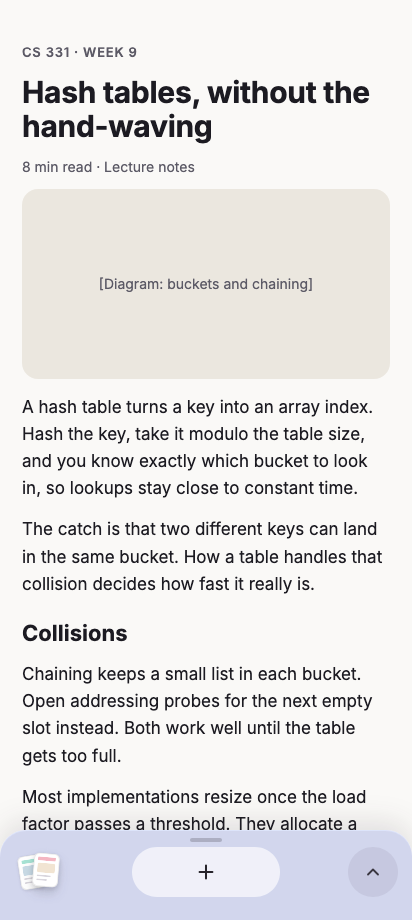 CS 331 · WEEK 9
Hash tables, without the
hand-waving
8 min read · Lecture notes
[Diagram: buckets and chaining]
A hash table turns a key into an array index.
Hash the key, take it modulo the table size,
and you know exactly which bucket to look
in, so lookups stay close to constant time.
The catch is that two different keys can land
in the same bucket. How a table handles that
collision decides how fast it really is.
Collisions
Chaining keeps a small list in each bucket.
Open addressing probes for the next empty
slot instead. Both work well until the table
gets too full.
Most implementations resize once the load
factor passes a threshold. They allocate a